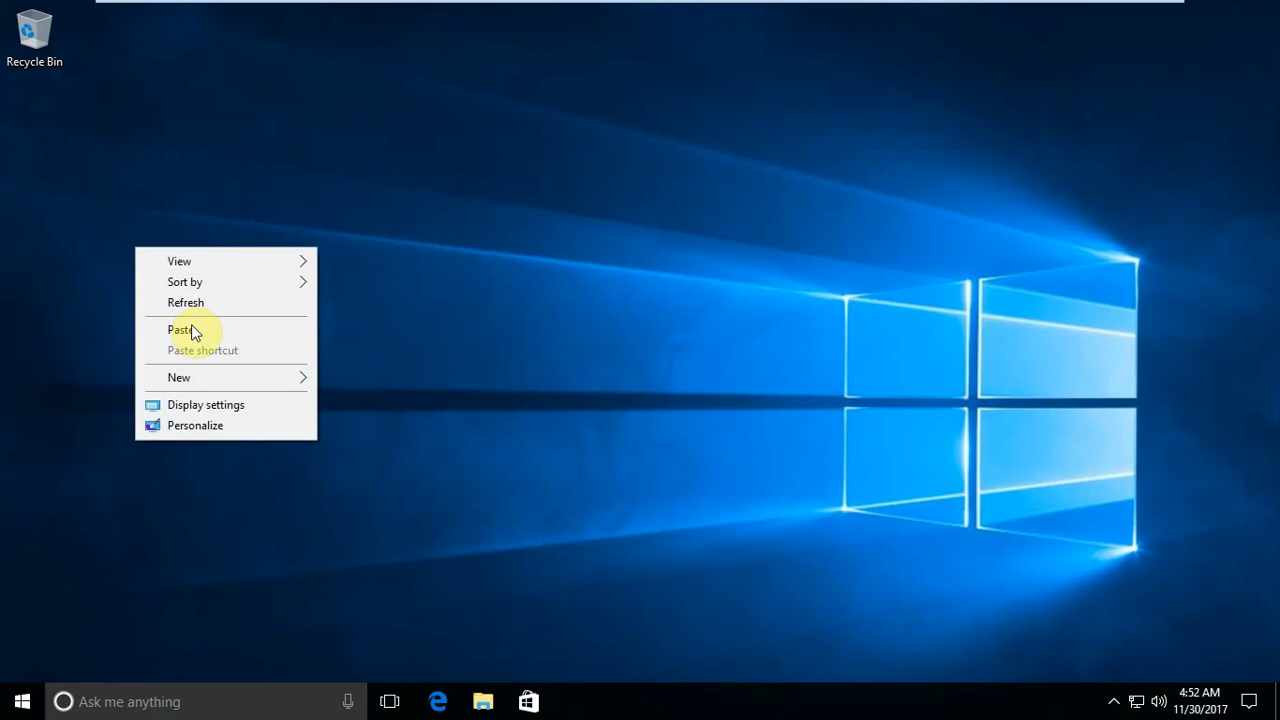 Recycle Bin
View
Sort by
Refresh
Paste
Paste shortcut
New
Display settings
Personalize
Ask me anything
4:52 AM
11/30/2017